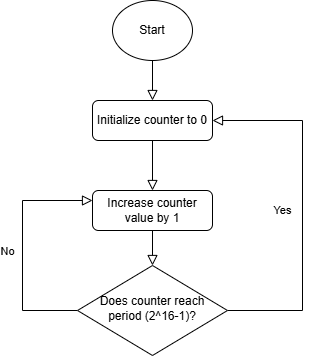 Start
Initialize counter to 0
Increase counter
value by 1
Yes
No
Does counter reach
period (2^16-1)?